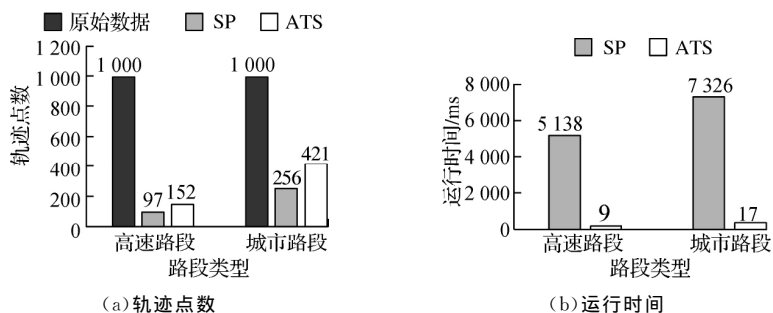 原始数据 SP ATS
1 200
1 000
800
600
400
200
0
轨迹点数
1 000
97
152
1 000
256
421
高速路段 城市路段
路段类型
(a)轨迹点数
SP ATS
8 000
6 000
4 000
2 000
0
运行时间/ms
5 138
9
7 326
17
高速路段 城市路段
路段类型
(b)运行时间